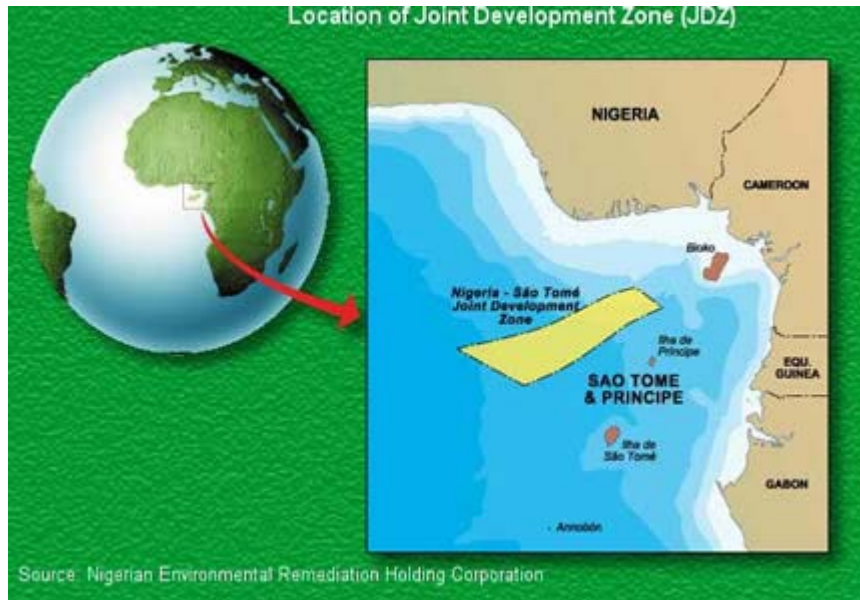 Location of Joint Development Zone (JDZ)
NIGERIA
CAMEROON
Bioko
Nigeria - São Tomé
Joint Development
Zone
Ilha de
Príncipe
EQU.
GUINEA
SAO TOME
& PRINCIPE
Ilha de
São Tomé
GABON
Annobón
Source: Nigerian Environmental Remediation Holding Corporation